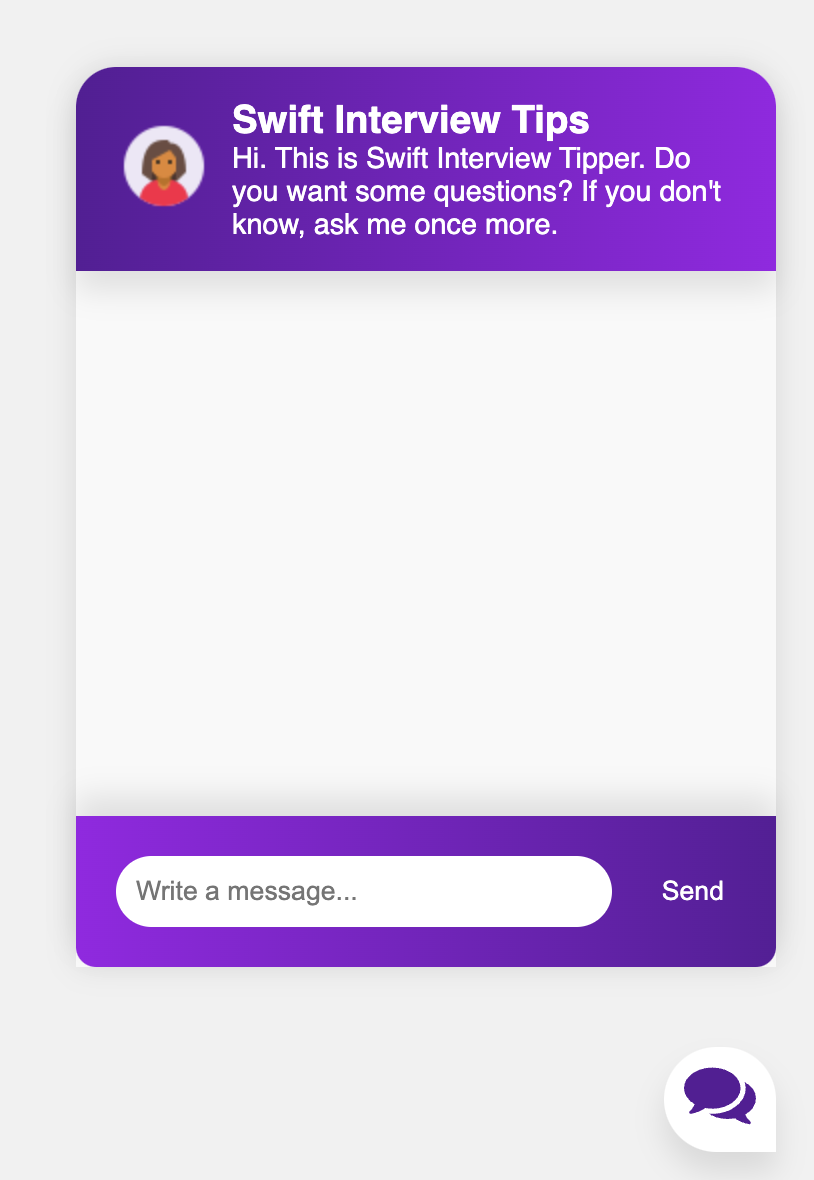 Swift Interview Tips
Hi. This is Swift Interview Tipper. Do
you want some questions? If you don't
know, ask me once more.
Write a message...
Send